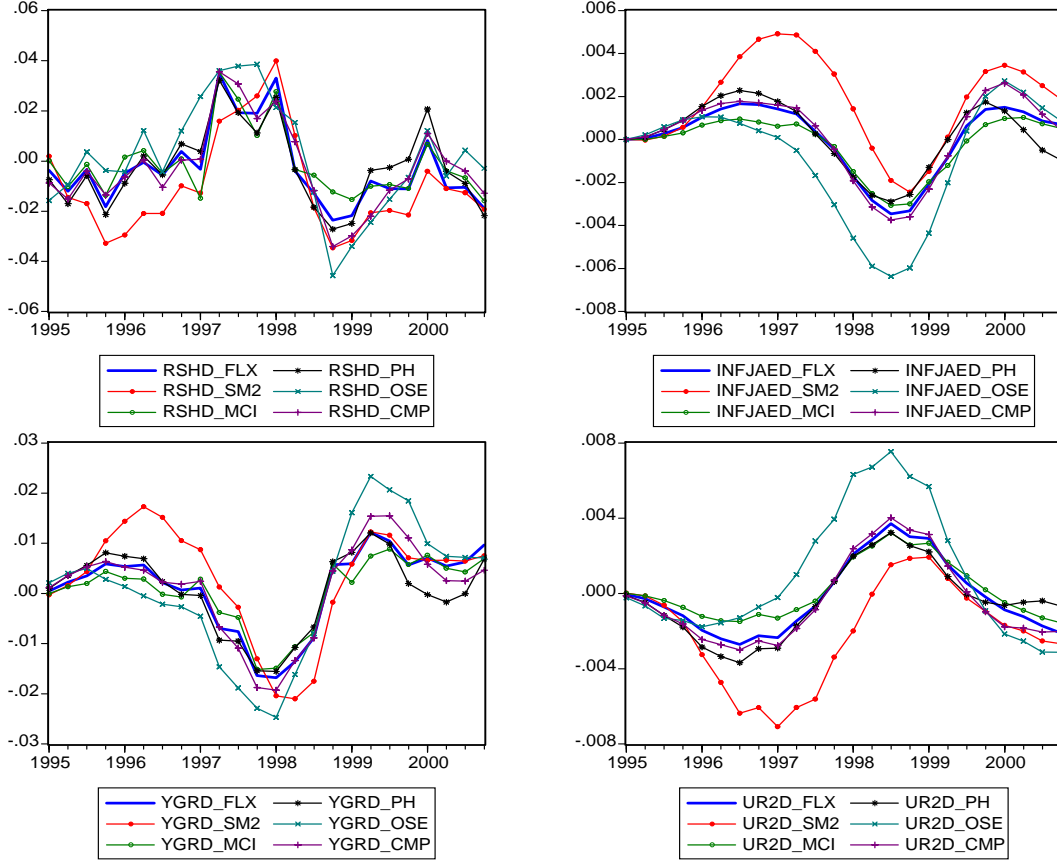 .06
.04
.02
.00
-.02
-.04
-.06
1995 1996 1997 1998 1999 2000
RSHD_FLX RSHD_PH
RSHD_SM2 RSHD_OSE
RSHD_MCI RSHD_CMP
.006
.004
.002
.000
-.002
-.004
-.006
-.008
1995 1996 1997 1998 1999 2000
INFJAED_FLX INFJAED_PH
INFJAED_SM2 INFJAED_OSE
INFJAED_MCI INFJAED_CMP
.03
.02
.01
.00
-.01
-.02
-.03
1995 1996 1997 1998 1999 2000
YGRD_FLX YGRD_PH
YGRD_SM2 YGRD_OSE
YGRD_MCI YGRD_CMP
.008
.004
.000
-.004
-.008
1995 1996 1997 1998 1999 2000
UR2D_FLX UR2D_PH
UR2D_SM2 UR2D_OSE
UR2D_MCI UR2D_CMP